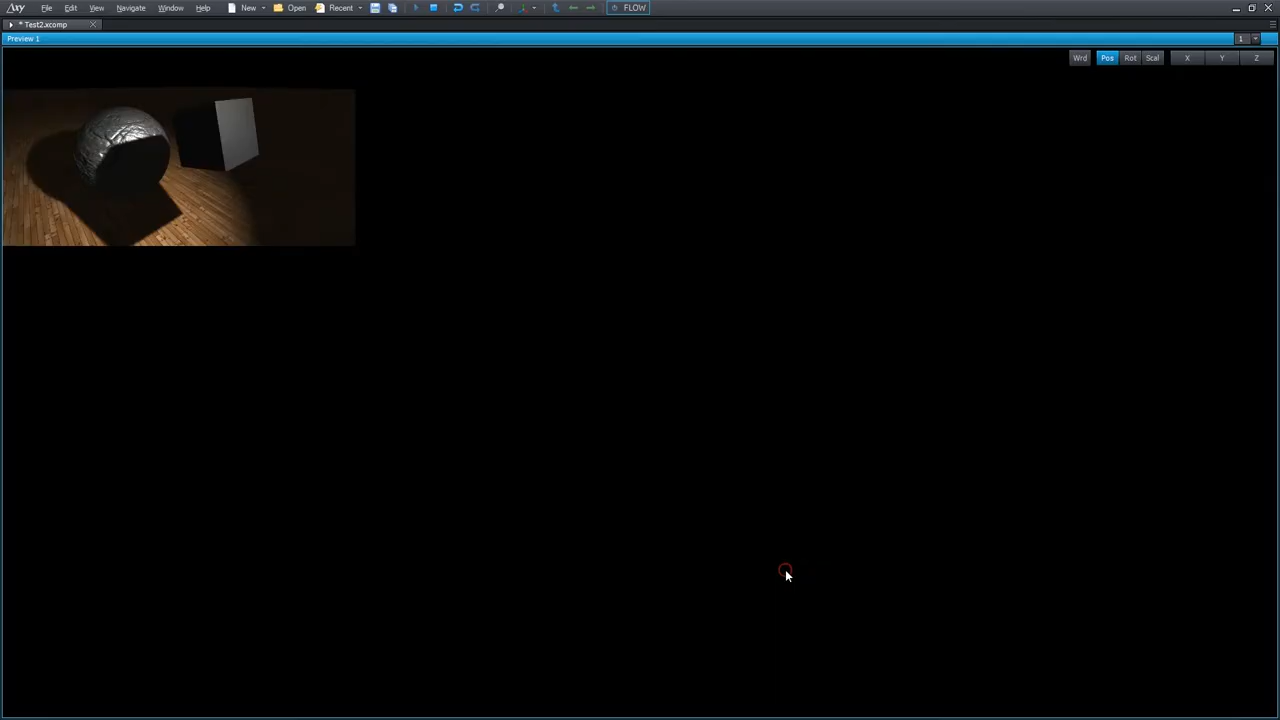 Axy File Edit View Navigate Window Help New Open Recent FLOW
* Test2.xcomp
Preview 1 1
Wrd Pos Rot Scal X Y Z